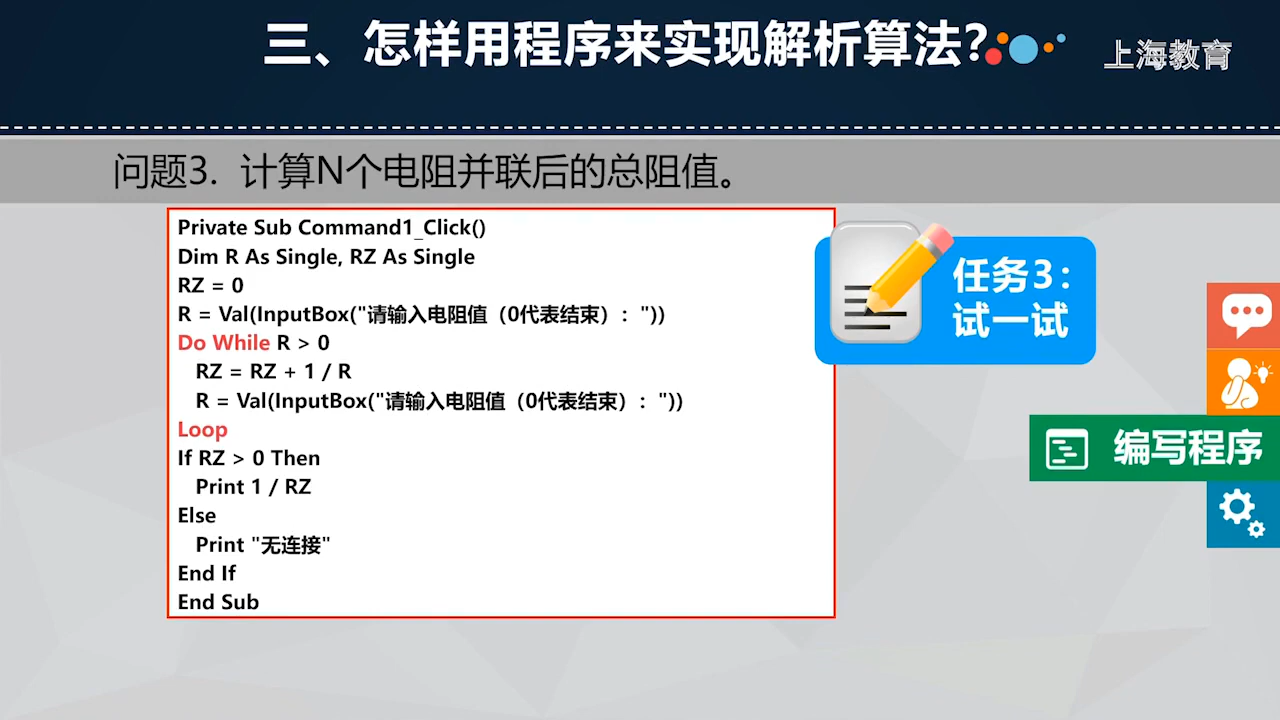 三、怎样用程序来实现解析算法?
上海教育
问题3. 计算N个电阻并联后的总阻值。
Private Sub Command1_Click()
Dim R As Single, RZ As Single
RZ = 0
R = Val(InputBox("请输入电阻值（0代表结束）："))
Do While R > 0
RZ = RZ + 1 / R
R = Val(InputBox("请输入电阻值（0代表结束）："))
Loop
If RZ > 0 Then
Print 1 / RZ
Else
Print "无连接"
End If
End Sub
任务3：
试一试
编写程序